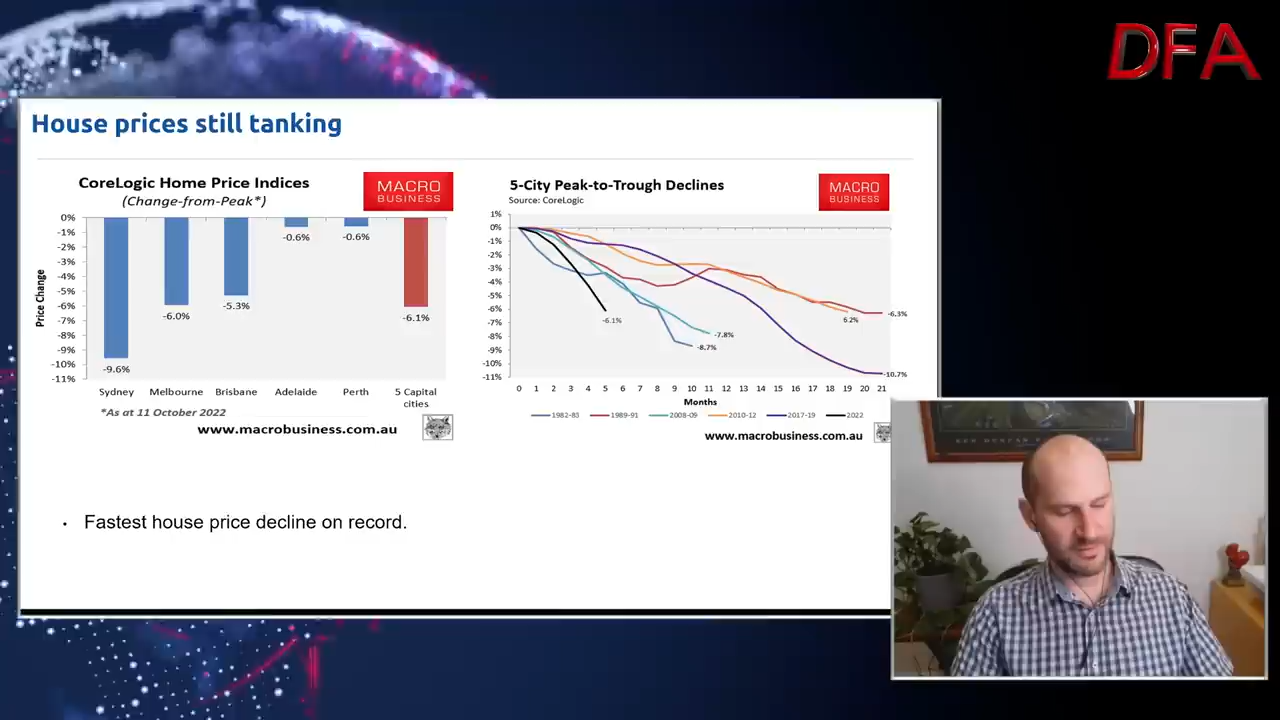 DFA
House prices still tanking
CoreLogic Home Price Indices
(Change-from-Peak*)
MACRO
BUSINESS
Price Change
0%
-1%
-2%
-3%
-4%
-5%
-6%
-7%
-8%
-9%
-10%
-11%
-9.6%
-6.0%
-5.3%
-0.6%
-0.6%
-6.1%
Sydney Melbourne Brisbane Adelaide Perth 5 Capital
cities
*As at 11 October 2022
www.macrobusiness.com.au
5-City Peak-to-Trough Declines
Source: CoreLogic
MACRO
BUSINESS
1%
0%
-1%
-2%
-3%
-4%
-5%
-6%
-7%
-8%
-9%
-10%
-11%
-6.1%
-7.8%
-8.7%
6.2%
-6.3%
-10.7%
0 1 2 3 4 5 6 7 8 9 10 11 12 13 14 15 16 17 18 19 20 21
Months
1982-83 1989-91 2008-09 2010-12 2017-19 2022
www.macrobusiness.com.au
• Fastest house price decline on record.